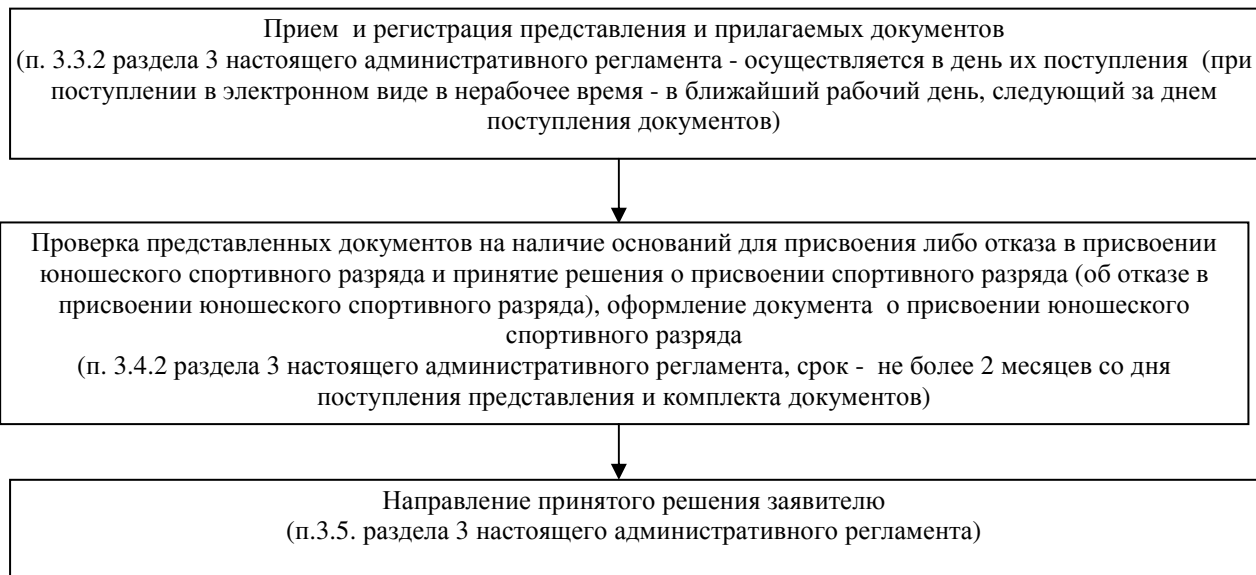 Прием  и регистрация представления и прилагаемых документов
(п. 3.3.2 раздела 3 настоящего административного регламента - осуществляется в день их поступления  (при
поступлении в электронном виде в нерабочее время - в ближайший рабочий день, следующий за днем
поступления документов)
Проверка представленных документов на наличие оснований для присвоения либо отказа в присвоении
юношеского спортивного разряда и принятие решения о присвоении спортивного разряда (об отказе в
присвоении юношеского спортивного разряда), оформление документа  о присвоении юношеского
спортивного разряда
(п. 3.4.2 раздела 3 настоящего административного регламента, срок -  не более 2 месяцев со дня
поступления представления и комплекта документов)
Направление принятого решения заявителю
(п.3.5. раздела 3 настоящего административного регламента)